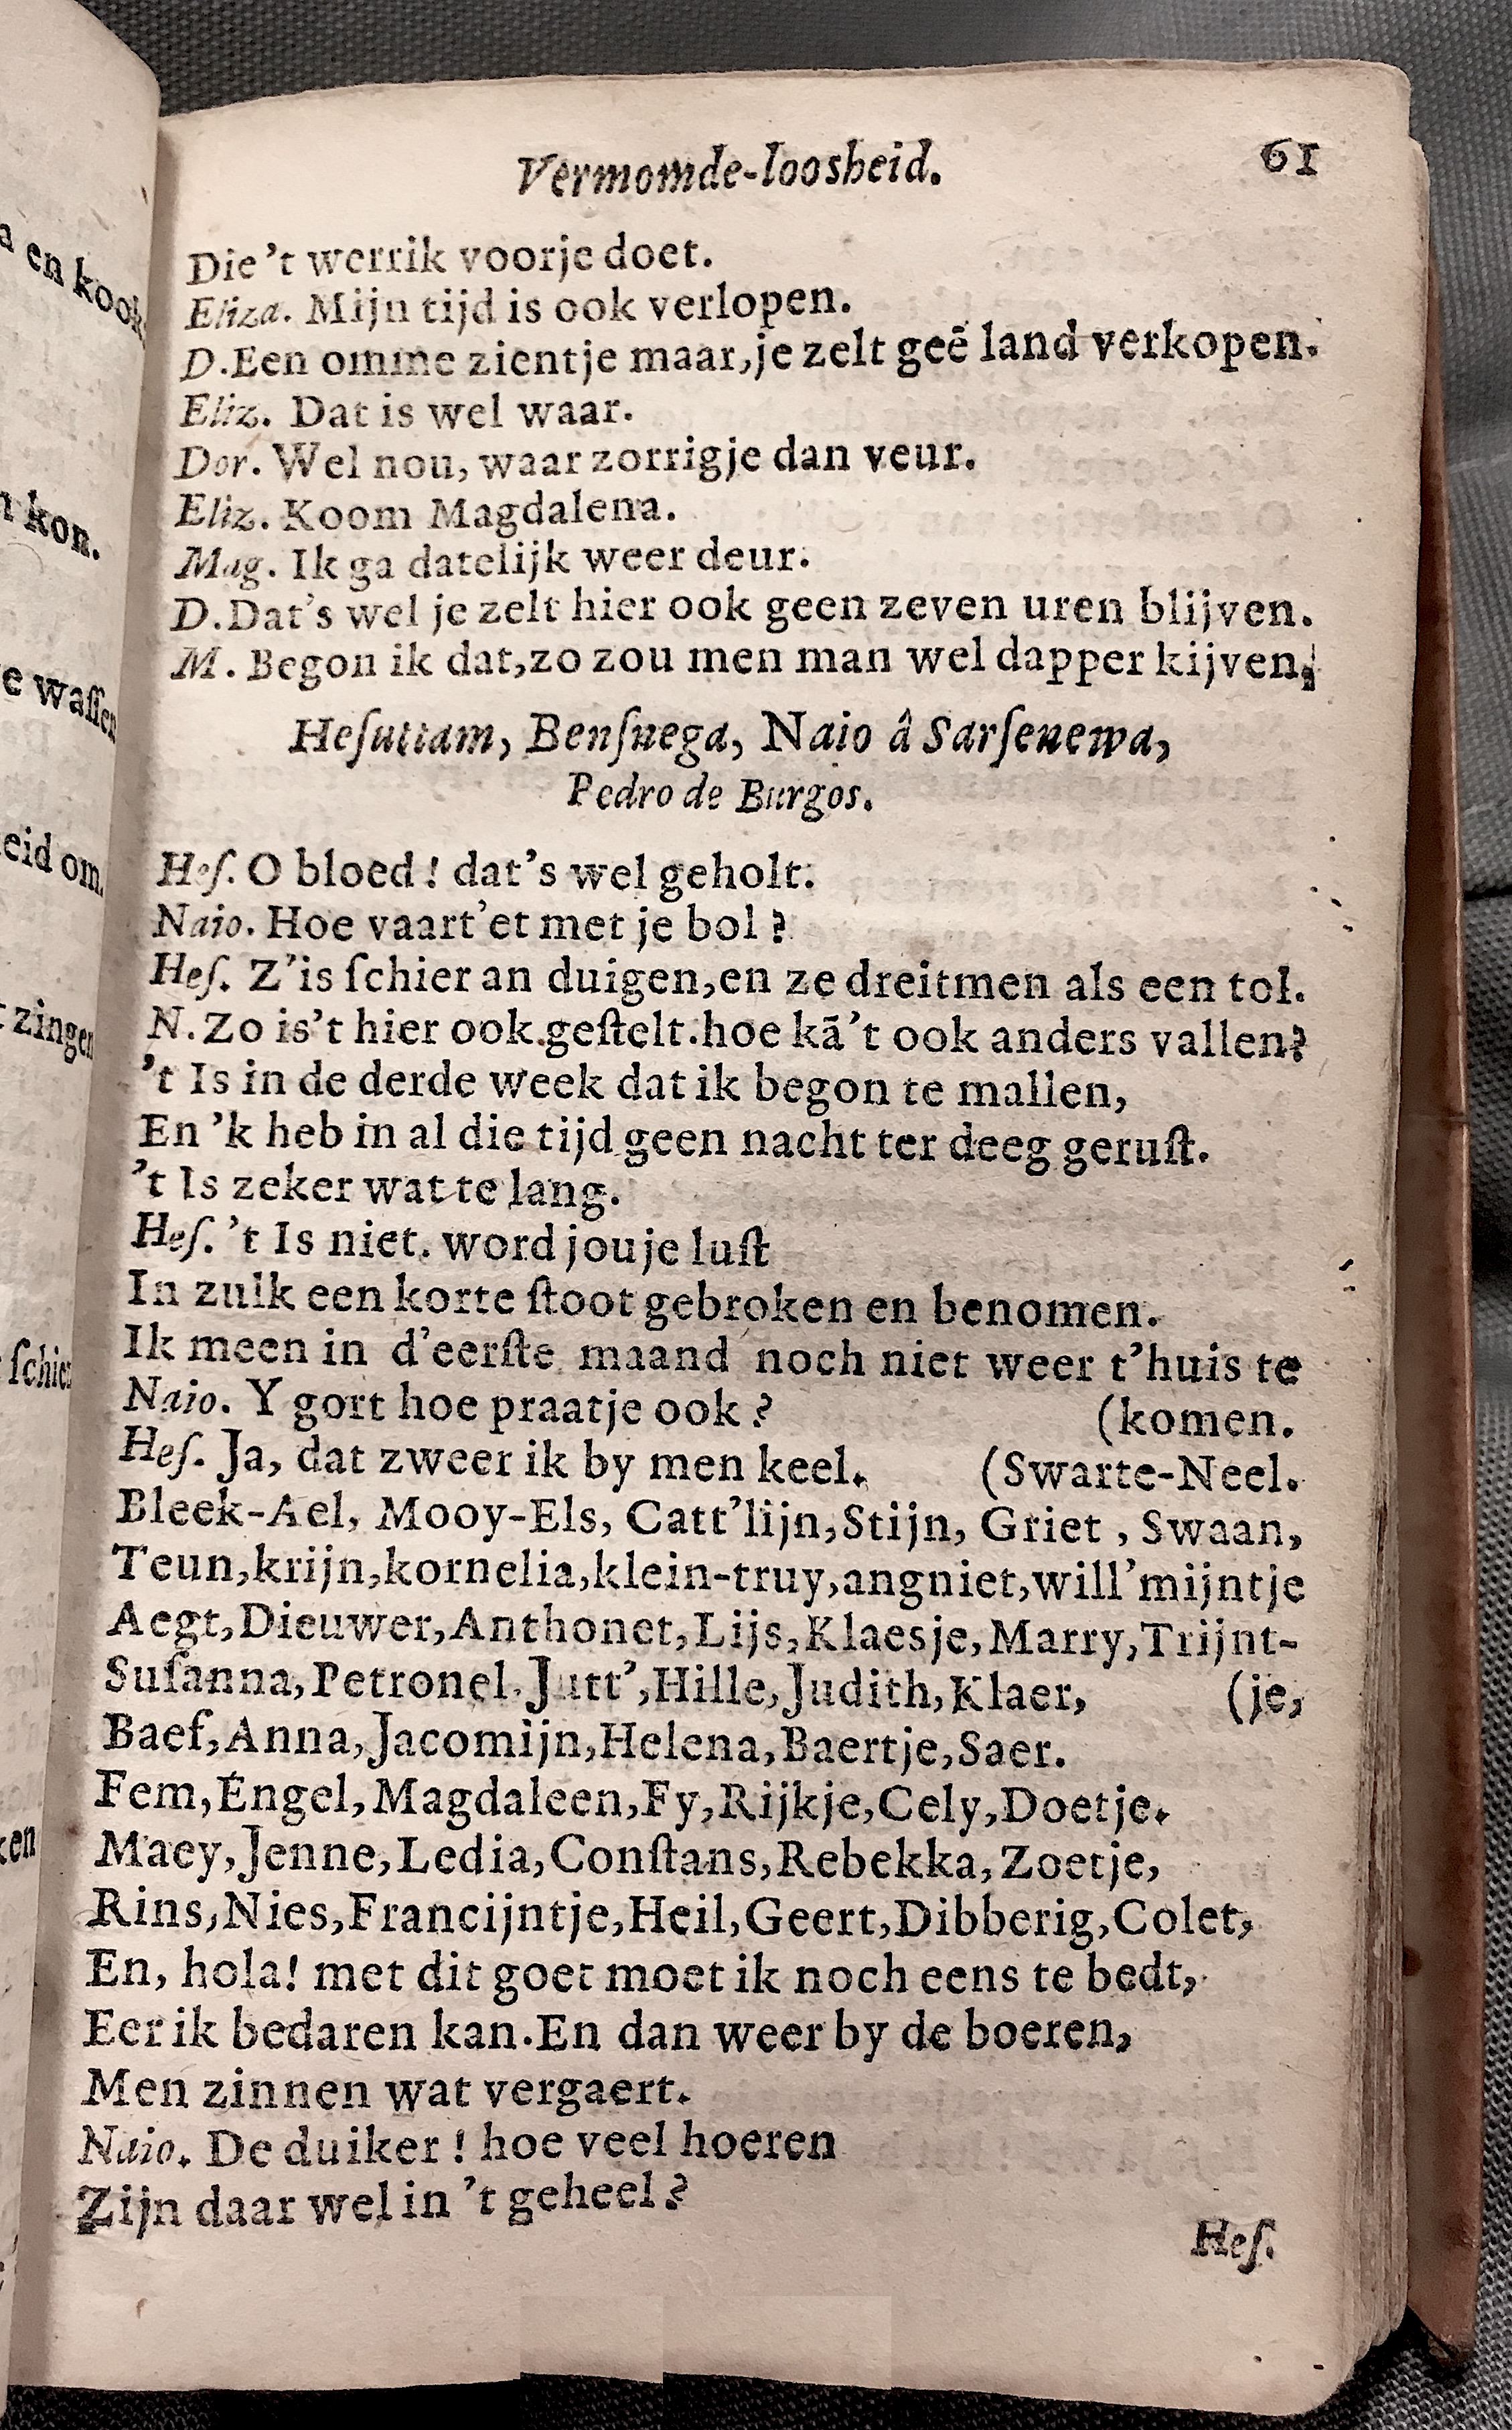 Vermomde-loosheid. 61
Die 't werrik voorje doet.
Eliza. Mijn tijd is ook verlopen.
D.Een omme zientje maar,je zelt geē land verkopen.
Eliz. Dat is wel waar.
Dor. Wel nou, waar zorrigje dan veur.
Eliz. Koom Magdalena.
Mag. Ik ga datelijk weer deur.
D.Dat's wel je zelt hier ook geen zeven uren blijven.
M. Begon ik dat,zo zou men man wel dapper kijven,
Heſuttam, Benſuega, Naio â Sarſenewa,
Pedro de Burgos.
Heſ. O bloed! dat's wel geholt.
Naio. Hoe vaart'et met je bol?
Heſ. Z'is ſchier an duigen,en ze dreitmen als een tol.
N.Zo is't hier ook.geſtelt.hoe kā't ook anders vallen?
't Is in de derde week dat ik begon te mallen,
En 'k heb in al die tijd geen nacht ter deeg geruſt.
't Is zeker wat te lang.
Heſ. 't Is niet. word jou je luſt
In zulk een korte ſtoot gebroken en benomen.
Ik meen in d'eerſte maand noch niet weer t'huis te
Naio. Y gort hoe praatje ook? (komen.
Heſ. Ja, dat zweer ik by men keel. (Swarte-Neel.
Bleek-Ael, Mooy-Els, Catt'lijn,Stijn, Griet, Swaan,
Teun,krijn,kornelia,klein-truy,angniet,will'mijntje
Aegt,Dieuwer,Anthonet,Lijs,Klaesje,Marry,Trijnt-
Suſanna,Petronel,Jutt',Hille,Judith,Klaer, (je,
Baef,Anna,Jacomijn,Helena,Baertje,Saer.
Fem,Engel,Magdaleen,Fy,Rijkje,Cely,Doetje.
Maey,Jenne,Ledia,Conſtans,Rebekka,Zoetje,
Rins,Nies,Francijntje,Heil,Geert,Dibberig,Colet,
En, hola! met dit goet moet ik noch eens te bedt,
Eer ik bedaren kan.En dan weer by de boeren,
Men zinnen wat vergaert.
Naio. De duiker! hoe veel hoeren
Zijn daar wel in 't geheel?
Heſ.